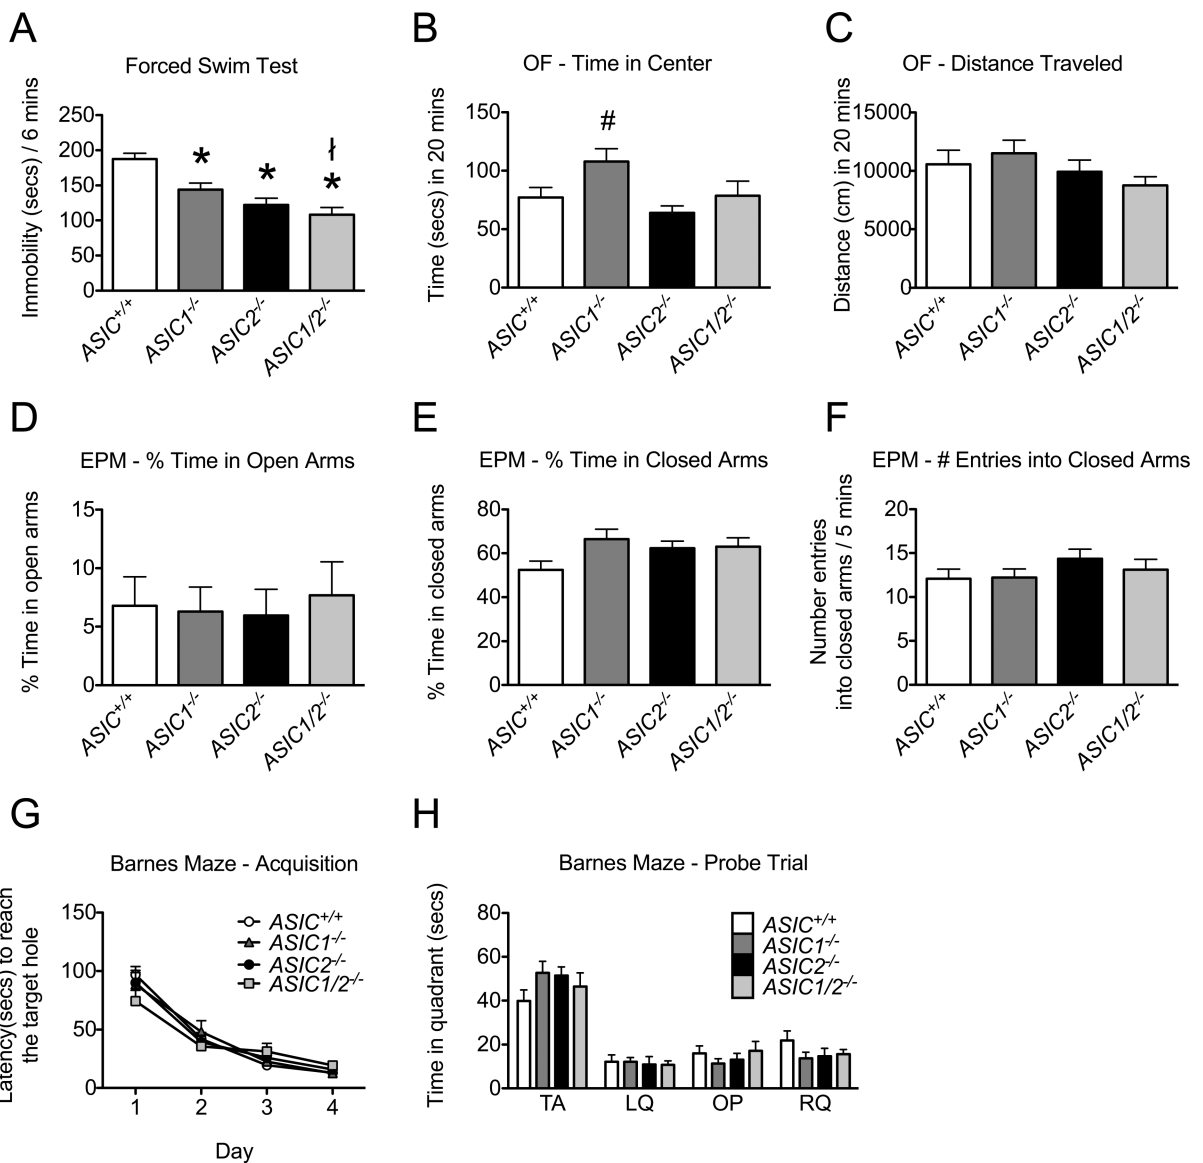 A
Forced Swim Test
Immobility (secs) / 6 mins
250
200
150
100
50
0
*
*
ƚ
*
ASIC+/+
ASIC1-/-
ASIC2-/-
ASIC1/2-/-
B
OF - Time in Center
Time (secs) in 20 mins
150
100
50
0
#
ASIC+/+
ASIC1-/-
ASIC2-/-
ASIC1/2-/-
C
OF - Distance Traveled
Distance (cm) in 20 mins
15000
10000
5000
0
ASIC+/+
ASIC1-/-
ASIC2-/-
ASIC1/2-/-
D
EPM - % Time in Open Arms
% Time in open arms
15
10
5
0
ASIC+/+
ASIC1-/-
ASIC2-/-
ASIC1/2-/-
E
EPM - % Time in Closed Arms
% Time in closed arms
80
60
40
20
0
ASIC+/+
ASIC1-/-
ASIC2-/-
ASIC1/2-/-
F
EPM - # Entries into Closed Arms
Number entries
into closed arms / 5 mins
20
15
10
5
0
ASIC+/+
ASIC1-/-
ASIC2-/-
ASIC1/2-/-
G
Barnes Maze - Acquisition
Latency(secs) to reach
the target hole
150
100
50
0
ASIC+/+
ASIC1-/-
ASIC2-/-
ASIC1/2-/-
1 2 3 4
Day
H
Barnes Maze - Probe Trial
Time in quadrant (secs)
80
60
40
20
0
ASIC+/+
ASIC1-/-
ASIC2-/-
ASIC1/2-/-
TA LQ OP RQ